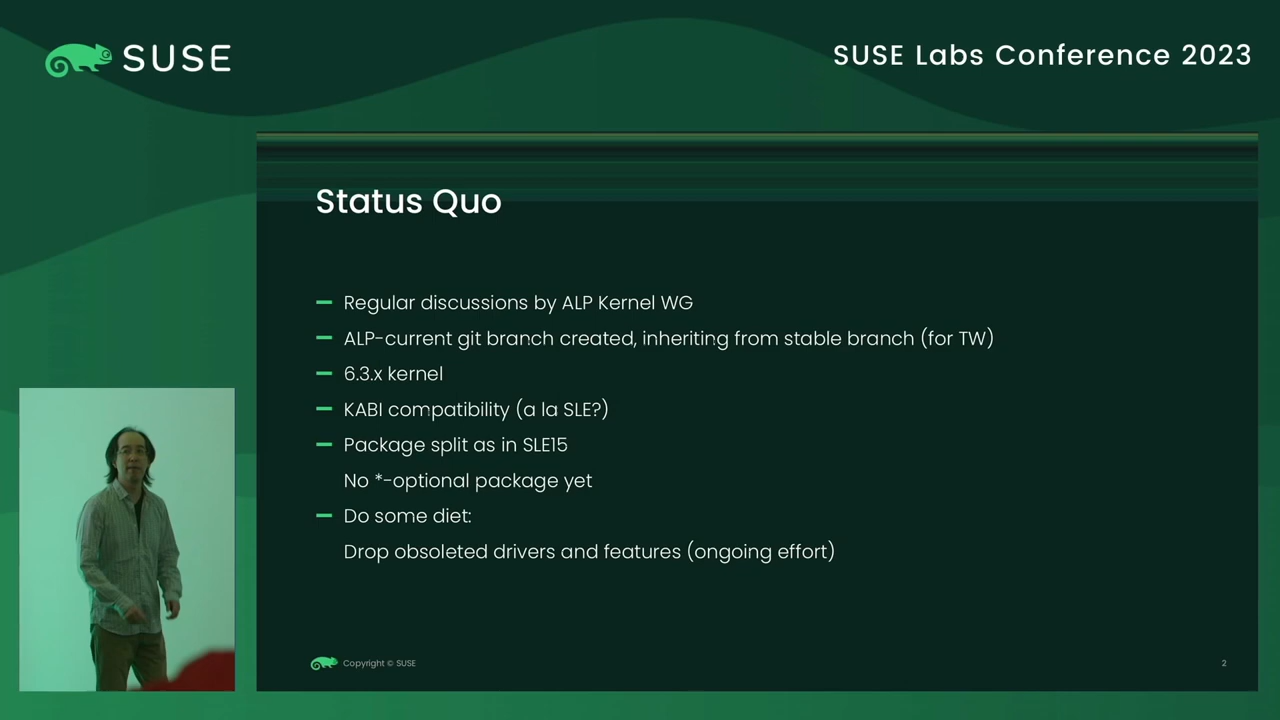 SUSE
SUSE Labs Conference 2023
Status Quo
Regular discussions by ALP Kernel WG
ALP-current git branch created, inheriting from stable branch (for TW)
6.3.x kernel
KABI compatibility (a la SLE?)
Package split as in SLE15
No *-optional package yet
Do some diet:
Drop obsoleted drivers and features (ongoing effort)
Copyright © SUSE
2